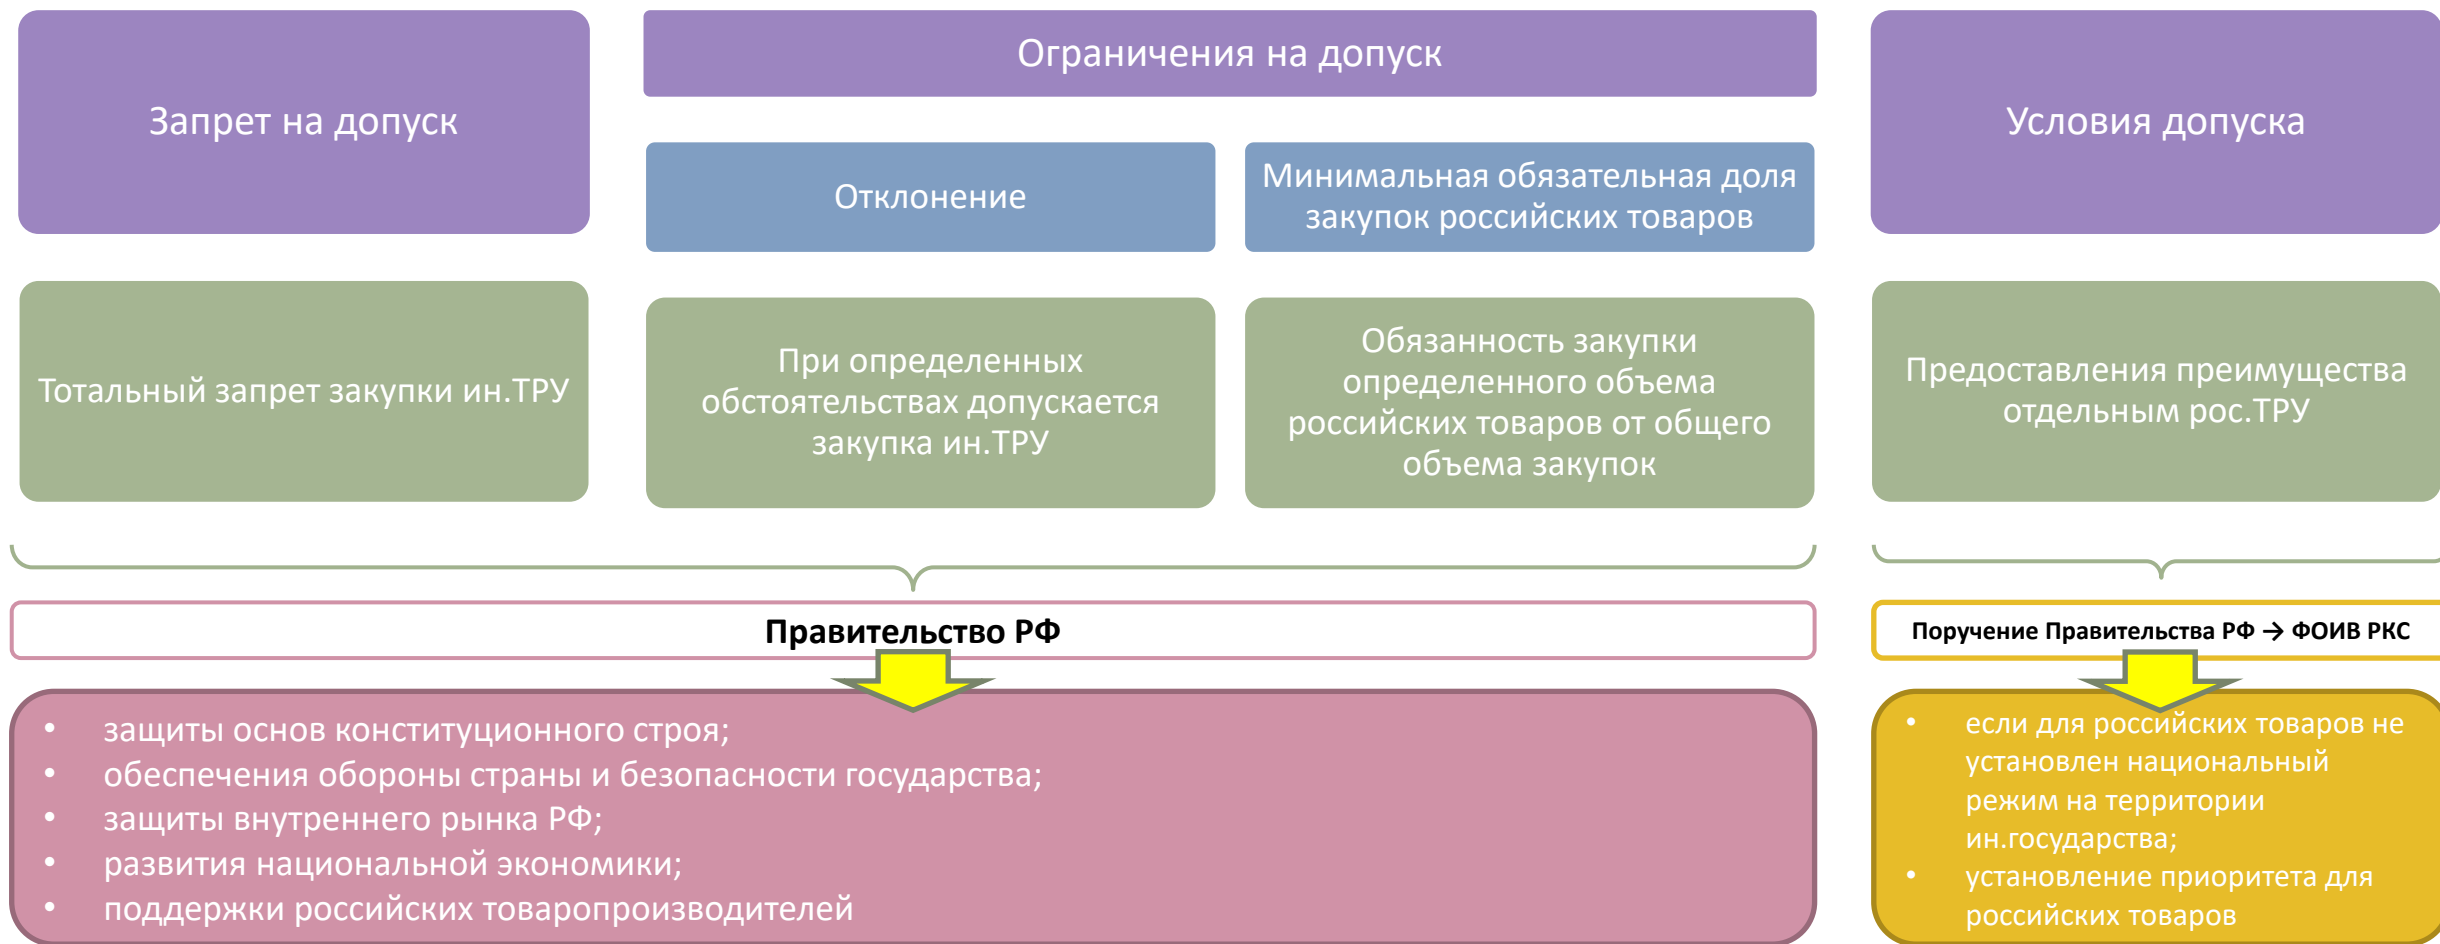 Запрет на допуск
Ограничения на допуск
Условия допуска
Отклонение
Минимальная обязательная доля
закупок российских товаров
Тотальный запрет закупки ин.ТРУ
При определенных
обстоятельствах допускается
закупка ин.ТРУ
Обязанность закупки
определенного объема
российских товаров от общего
объема закупок
Предоставления преимущества
отдельным рос.ТРУ
Правительство РФ
Поручение Правительства РФ → ФОИВ РКС
• защиты основ конституционного строя;
• обеспечения обороны страны и безопасности государства;
• защиты внутреннего рынка РФ;
• развития национальной экономики;
• поддержки российских товаропроизводителей
• если для российских товаров не
установлен национальный
режим на территории
ин.государства;
• установление приоритета для
российских товаров